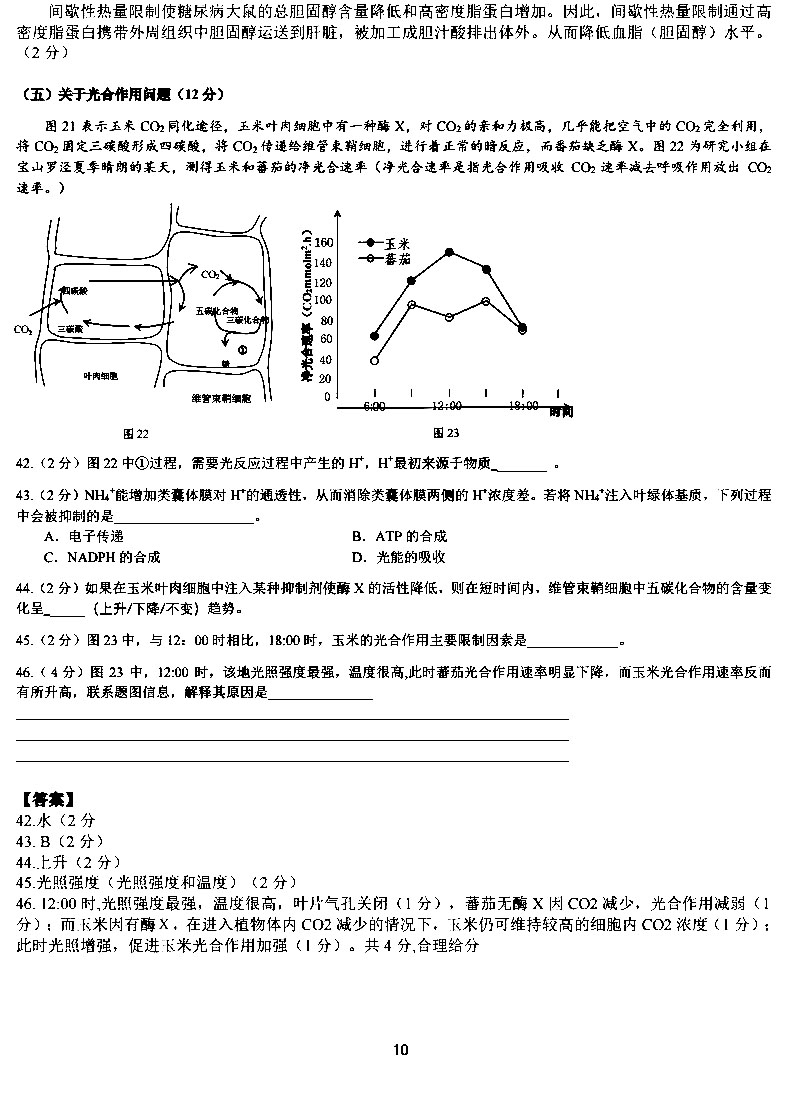 间歇性热量限制使糖尿病大鼠的总胆固醇含量降低和高密度脂蛋白增加。因此，间歇性热量限制通过高
密度脂蛋白携带外周组织中胆固醇运送到肝脏，被加工成胆汁酸排出体外。从而降低血脂（胆固醇）水平。
（2 分）
（五）关于光合作用问题（12 分）
图 21 表示玉米 CO2 同化途径，玉米叶肉细胞中有一种酶 X，对 CO2 的亲和力极高，几乎能把空气中的 CO2 完全利用，
将 CO2 固定三碳酸形成四碳酸，将 CO2 传递给维管束鞘细胞，进行着正常的暗反应，而番茄缺乏酶 X。图 22 为研究小组在
宝山罗泾夏季晴朗的某天，测得玉米和蕃茄的净光合速率（净光合速率是指光合作用吸收 CO2 速率减去呼吸作用放出 CO2
速率。）
CO2
四碳酸
三碳酸
叶肉细胞
CO2
五碳化合物
三碳化合物
①
糖
维管束鞘细胞
图 22
净光合速率（CO2mmolm².h）
160
140
120
100
80
60
40
20
0
玉米
蕃茄
6:00
12:00
18:00
时间
图 23
42.（2 分）图 22 中①过程，需要光反应过程中产生的 H⁺，H⁺最初来源于物质_________ 。
43.（2 分）NH₄⁺能增加类囊体膜对 H⁺的通透性，从而消除类囊体膜两侧的 H⁺浓度差。若将 NH₄⁺注入叶绿体基质，下列过程
中会被抑制的是____________________。
A．电子传递
B．ATP 的合成
C．NADPH 的合成
D．光能的吸收
44.（2 分）如果在玉米叶肉细胞中注入某种抑制剂使酶 X 的活性降低，则在短时间内，维管束鞘细胞中五碳化合物的含量变
化呈______（上升/下降/不变）趋势。
45.（2 分）图 23 中，与 12：00 时相比，18:00 时，玉米的光合作用主要限制因素是_____________。
46.（ 4 分）图 23 中，12:00 时，该地光照强度最强，温度很高,此时蕃茄光合作用速率明显下降，而玉米光合作用速率反而
有所升高，联系题图信息，解释其原因是_______________
【答案】
42.水（2 分
43. B（2 分）
44.上升（2 分）
45.光照强度（光照强度和温度）（2 分）
46. 12:00 时,光照强度最强，温度很高，叶片气孔关闭（1 分），蕃茄无酶 X 因 CO2 减少，光合作用减弱（1
分）；而玉米因有酶 X，在进入植物体内 CO2 减少的情况下，玉米仍可维持较高的细胞内 CO2 浓度（1 分）；
此时光照增强，促进玉米光合作用加强（1 分）。共 4 分,合理给分
10